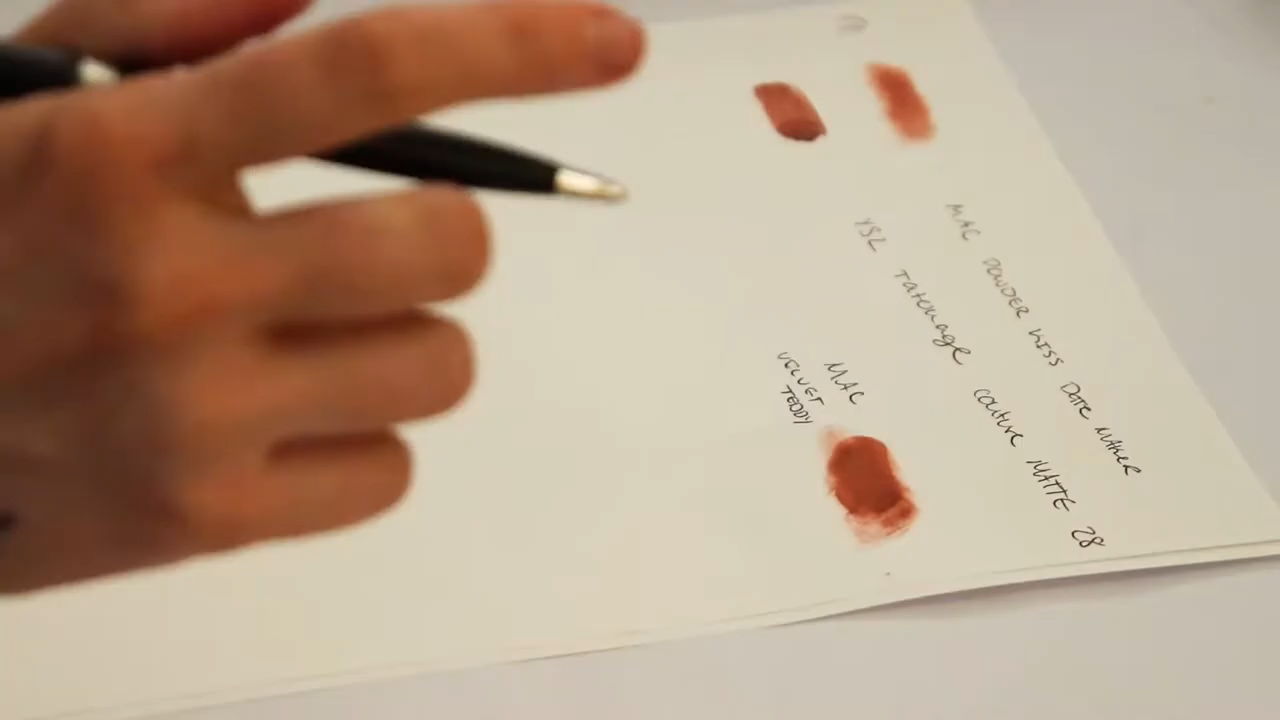 MAC POWDER KISS DATE MAKER
YSL Tatouage Couture MATTE 28
MAC
VELVET
TEDDY